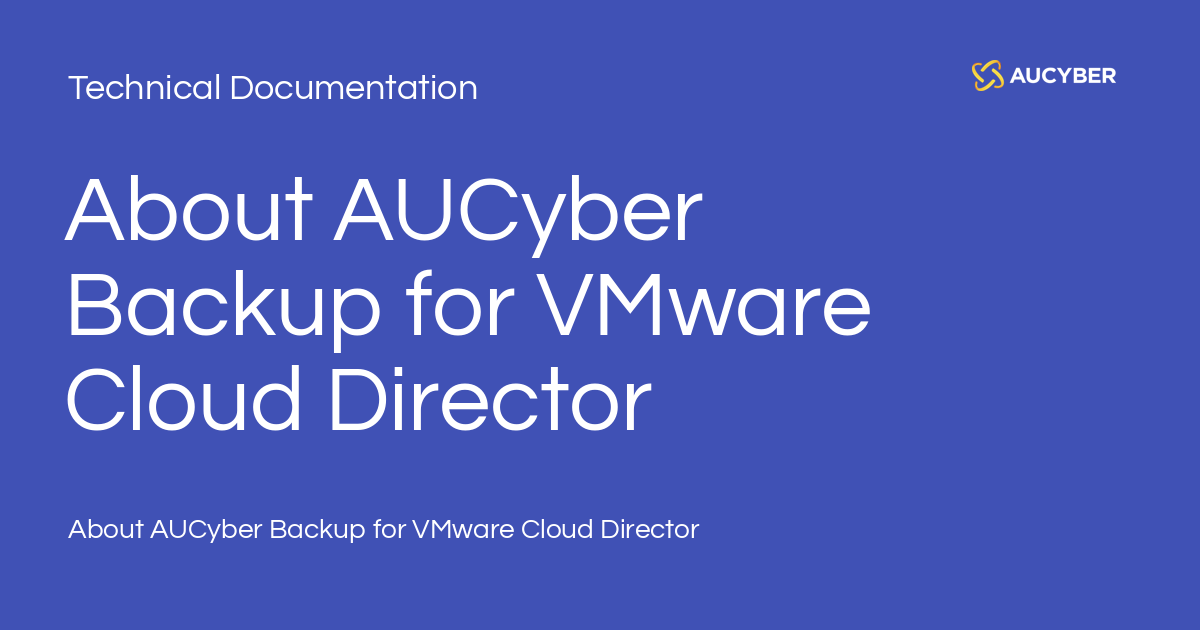 Technical Documentation
AUCYBER
About AUCyber
Backup for VMware
Cloud Director
About AUCyber Backup for VMware Cloud Director